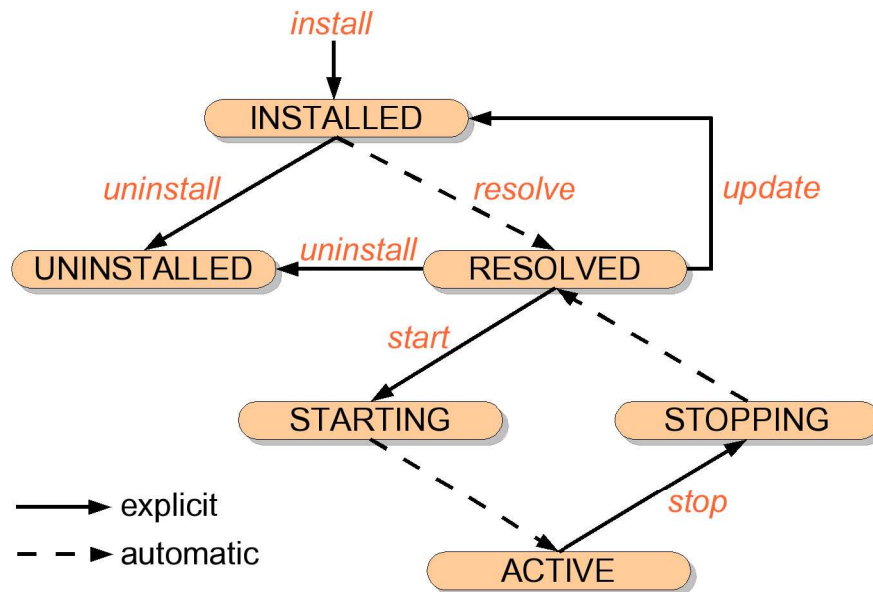 install
INSTALLED
uninstall
resolve
update
UNINSTALLED
uninstall
RESOLVED
start
STARTING
STOPPING
explicit
stop
automatic
ACTIVE